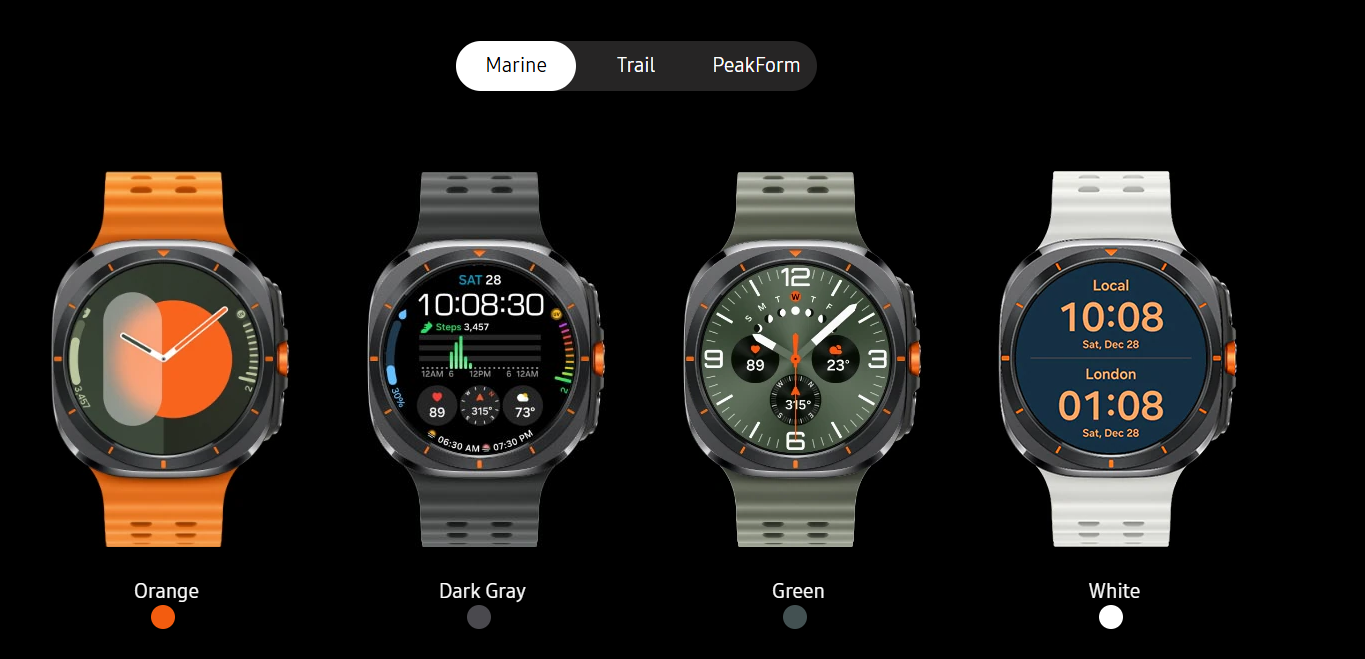 Marine Trail PeakForm
3,457
2
SAT 28
10:08:30
Steps 3,457
12AM 6 12PM 6 12AM
89 315° 73°
30%
2
06:30 AM 07:30 PM
12
S M T W T F S
9 3
89 23°
W N
315°
S E
6
Local
10:08
Sat, Dec 28
London
01:08
Sat, Dec 28
Orange Dark Gray Green White